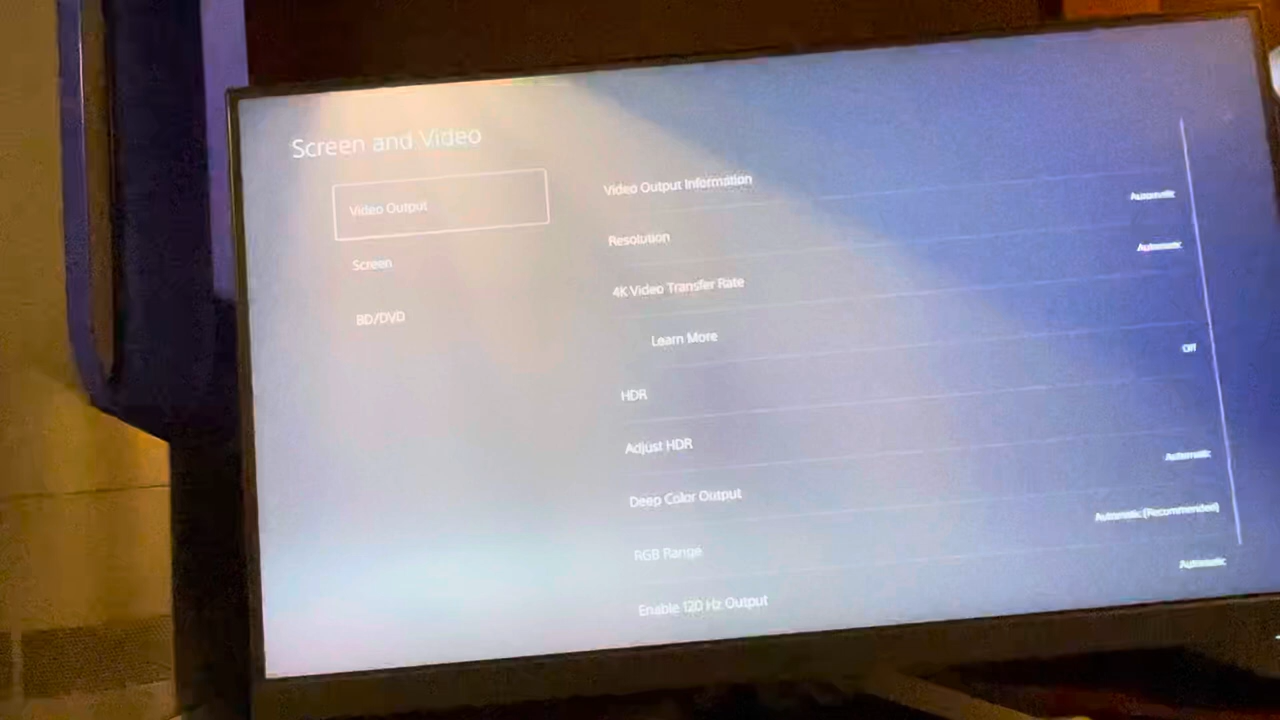 Screen and Video
Video Output
Screen
BD/DVD
Video Output Information
Resolution
Automatic
4K Video Transfer Rate
Automatic
Learn More
HDR
Off
Adjust HDR
Deep Color Output
Automatic
RGB Range
Automatic (Recommended)
Enable 120 Hz Output
Automatic